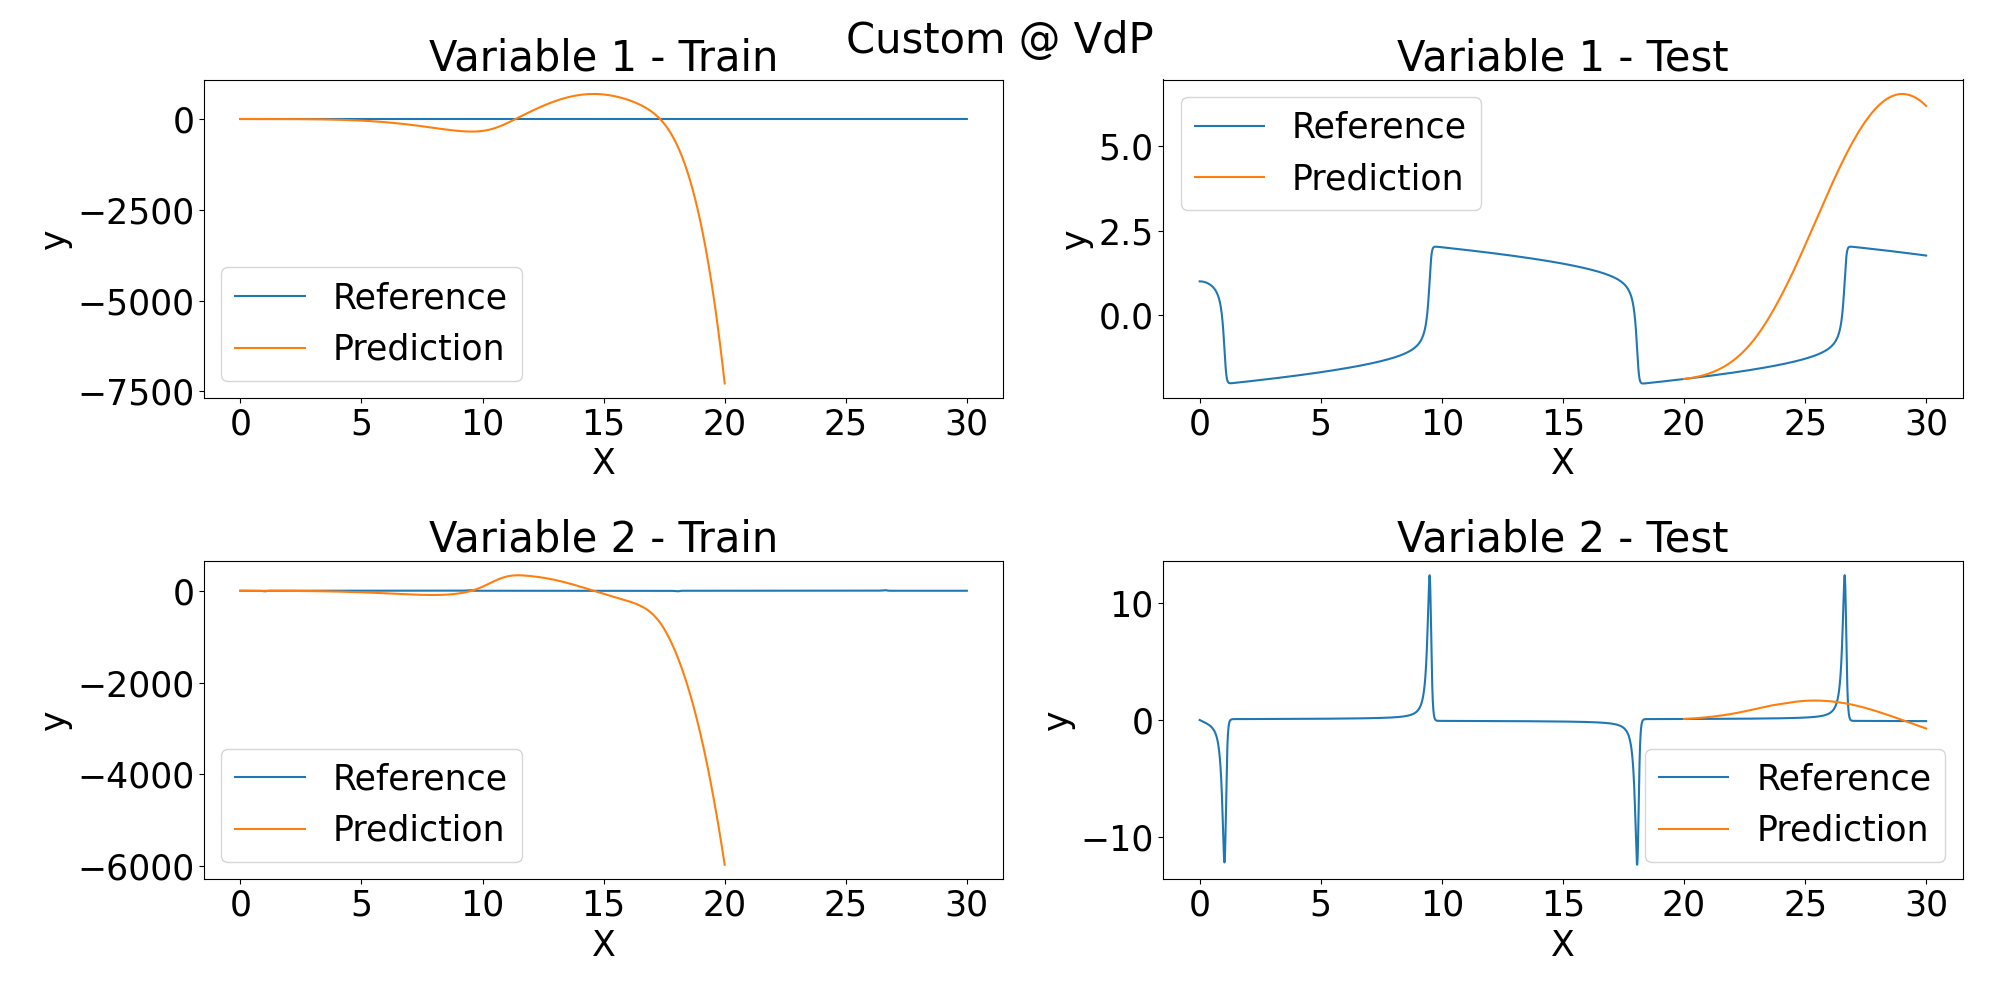 Custom @ VdP
Variable 1 - Train
0
−2500
−5000
−7500
y
Reference
Prediction
0 5 10 15 20 25 30
X
Variable 1 - Test
5.0
2.5
0.0
y
Reference
Prediction
0 5 10 15 20 25 30
X
Variable 2 - Train
0
−2000
−4000
−6000
y
Reference
Prediction
0 5 10 15 20 25 30
X
Variable 2 - Test
10
0
−10
y
Reference
Prediction
0 5 10 15 20 25 30
X